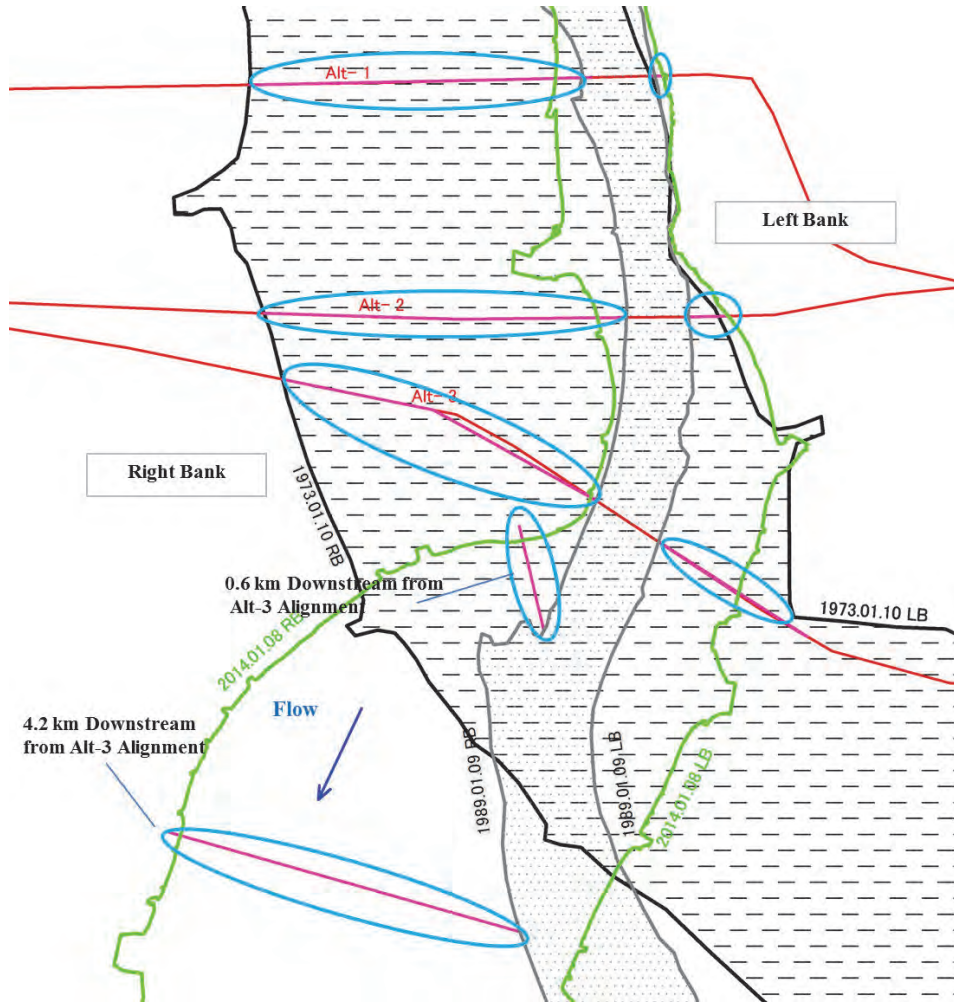 Alt- 1
Left Bank
Alt- 2
Alt- 3
Right Bank
1973.01.10 RB
0.6 km Downstream from
Alt-3 Alignment
1973.01.10 LB
2014.01.08 RB
Flow
4.2 km Downstream
from Alt-3 Alignment
1989.01.09 RB
1989.01.09 LB
2014.01.08 LB